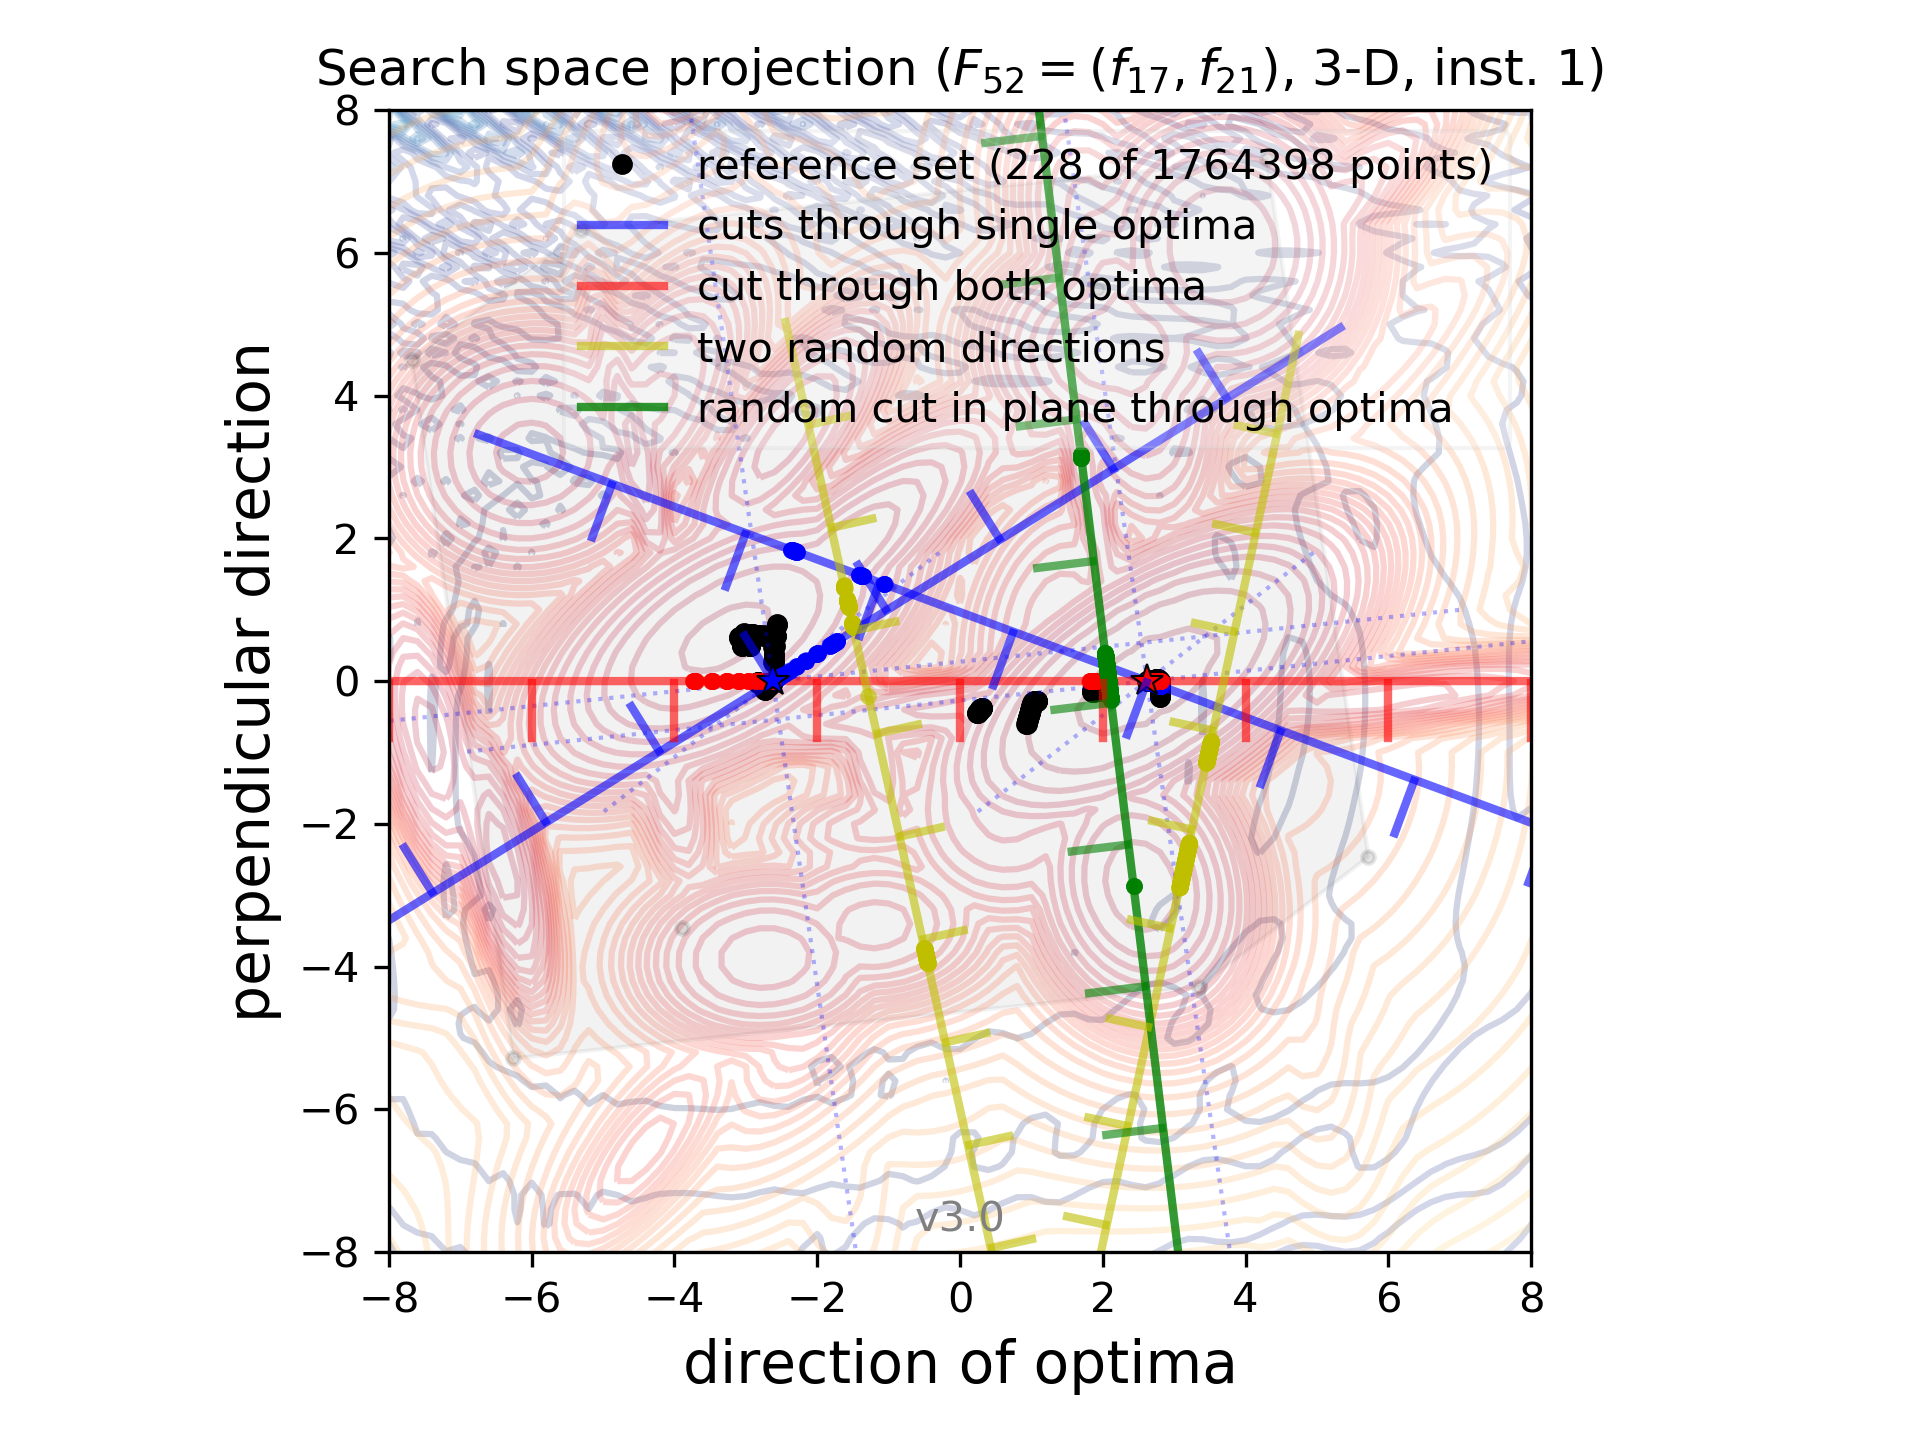 Search space projection (F₅₂ = (f₁₇, f₂₁), 3-D, inst. 1)
reference set (228 of 1764398 points)
cuts through single optima
cut through both optima
two random directions
random cut in plane through optima
8
6
4
2
0
−2
−4
−6
−8
perpendicular direction
v3.0
−8 −6 −4 −2 0 2 4 6 8
direction of optima